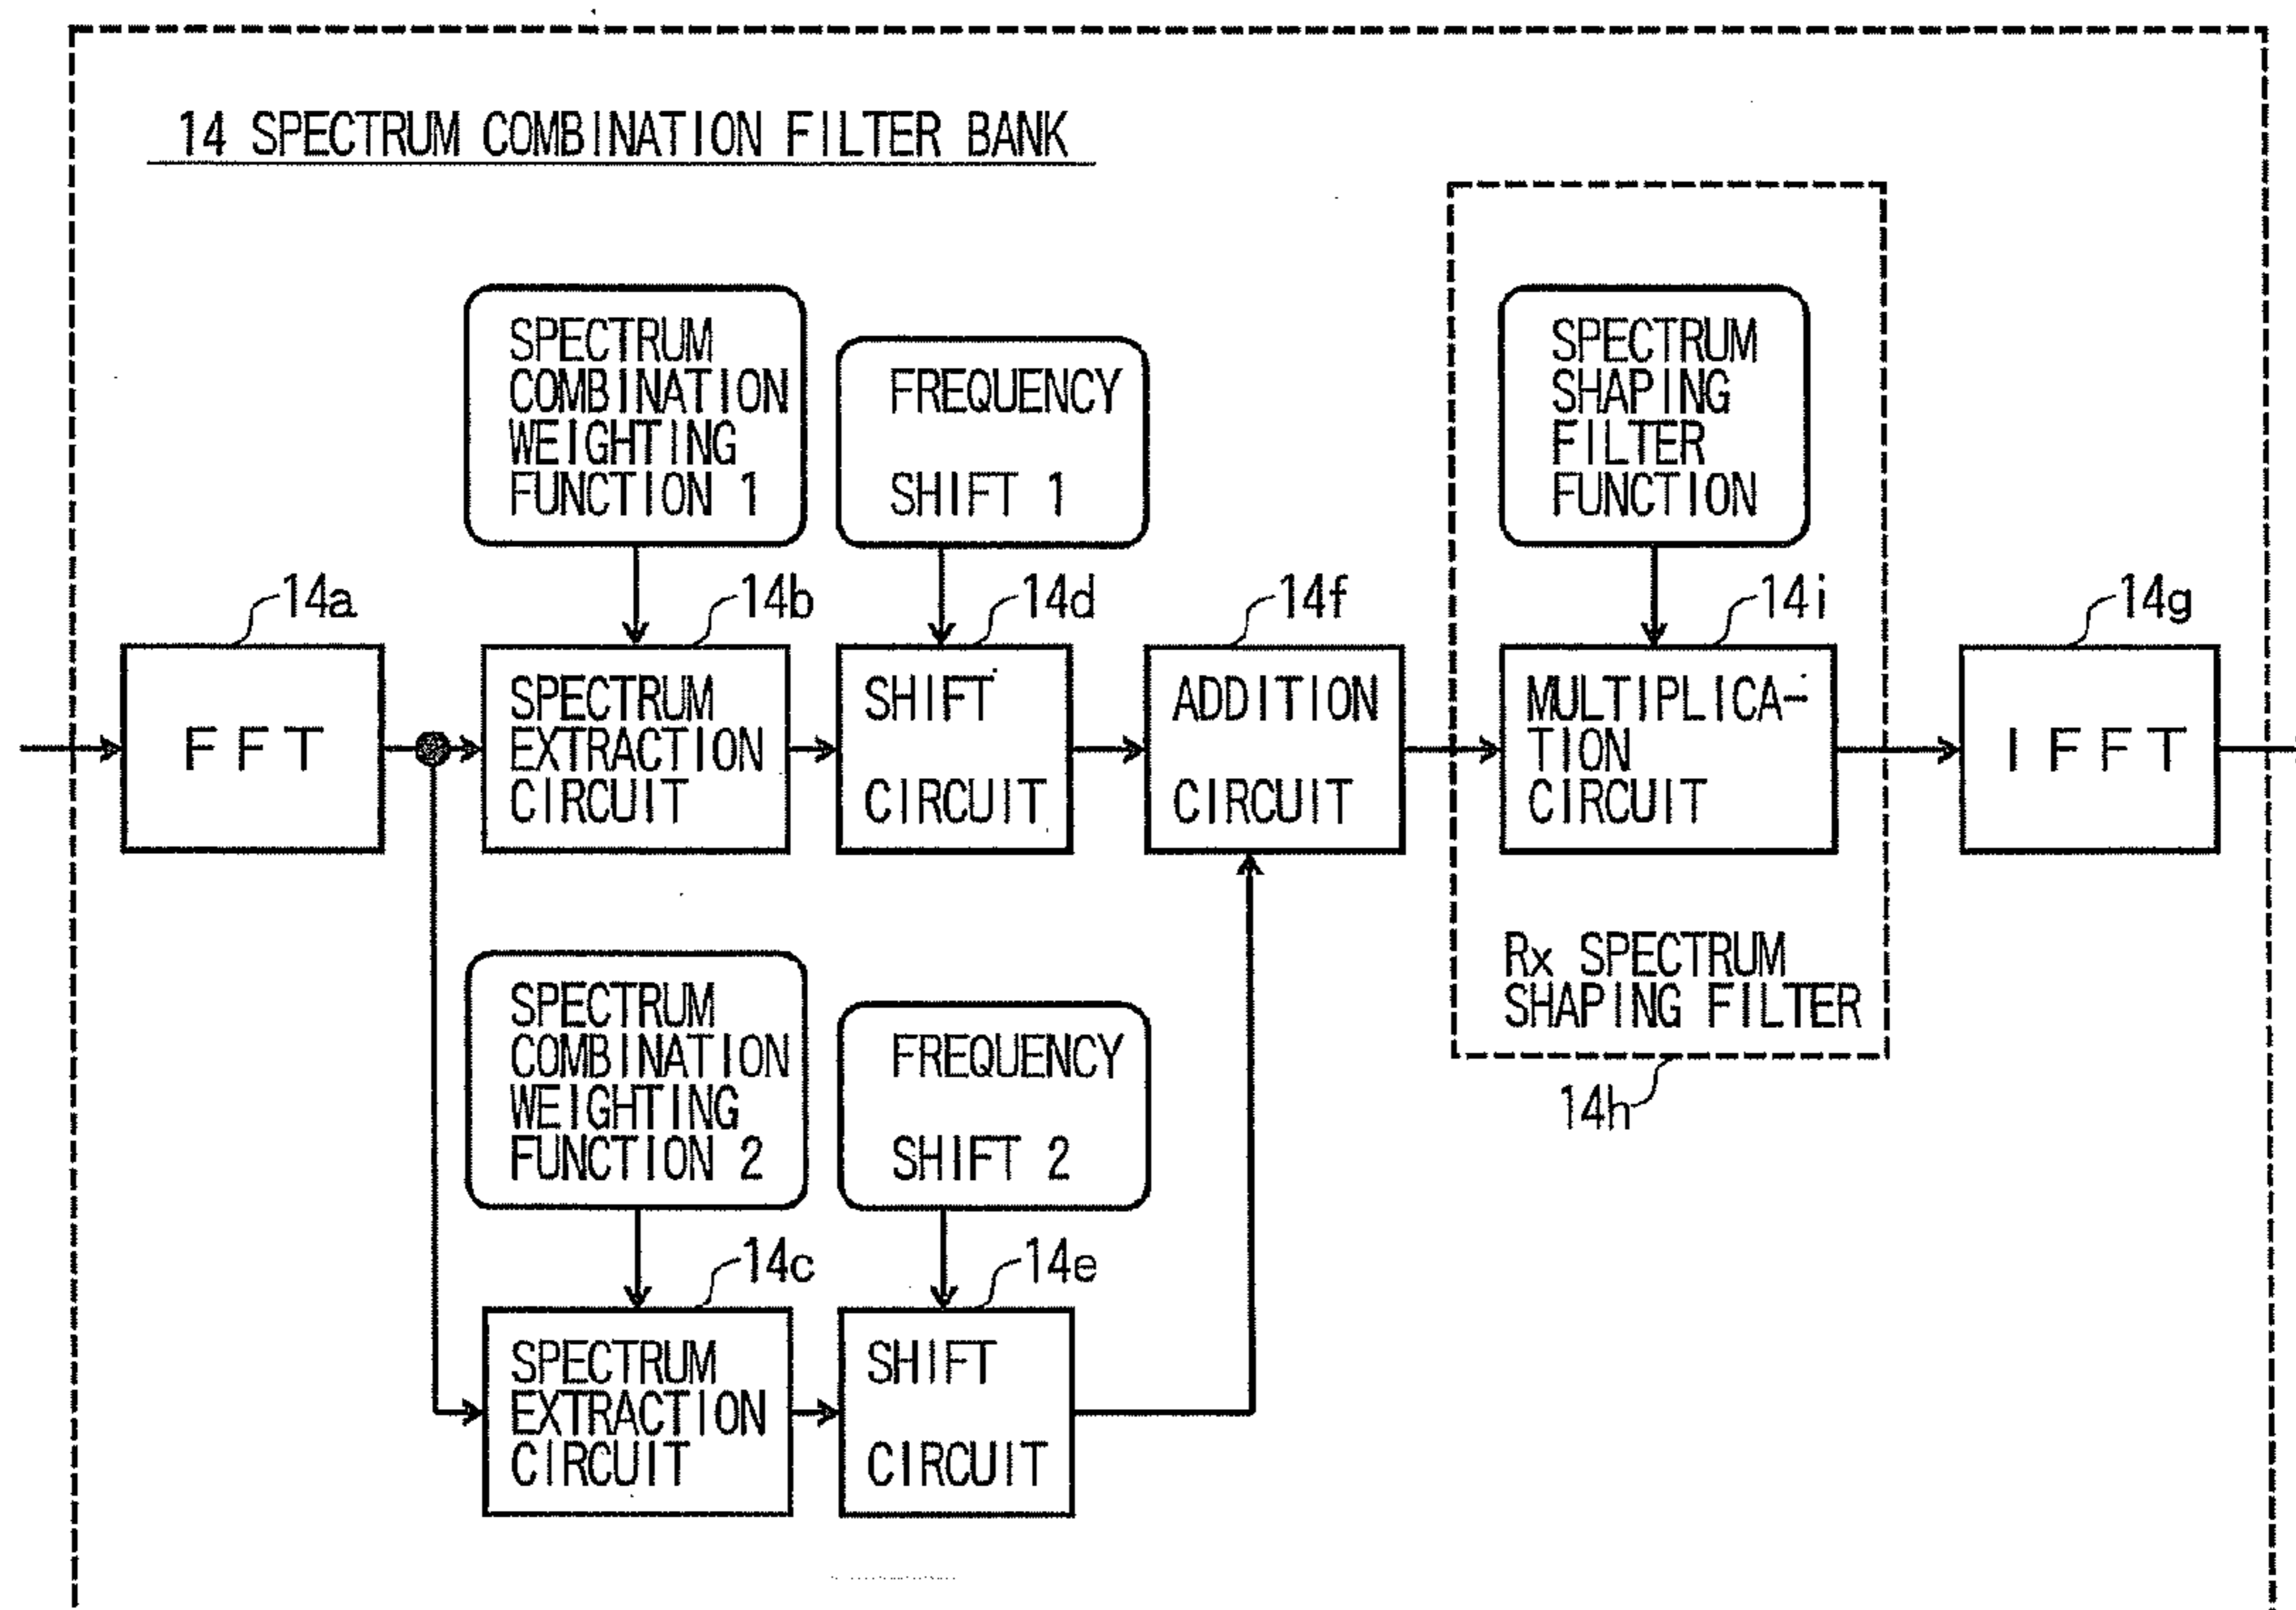 14 SPECTRUM COMBINATION FILTER BANK
SPECTRUM
COMBINATION
WEIGHTING
FUNCTION 1
FREQUENCY
SHIFT 1
SPECTRUM
SHAPING
FILTER
FUNCTION
14a
14b
14d
14f
14i
14g
FFT
SPECTRUM
EXTRACTION
CIRCUIT
SHIFT
CIRCUIT
ADDITION
CIRCUIT
MULTIPLICA-
TION
CIRCUIT
IFFT
Rx SPECTRUM
SHAPING FILTER
14h
SPECTRUM
COMBINATION
WEIGHTING
FUNCTION 2
FREQUENCY
SHIFT 2
14c
14e
SPECTRUM
EXTRACTION
CIRCUIT
SHIFT
CIRCUIT